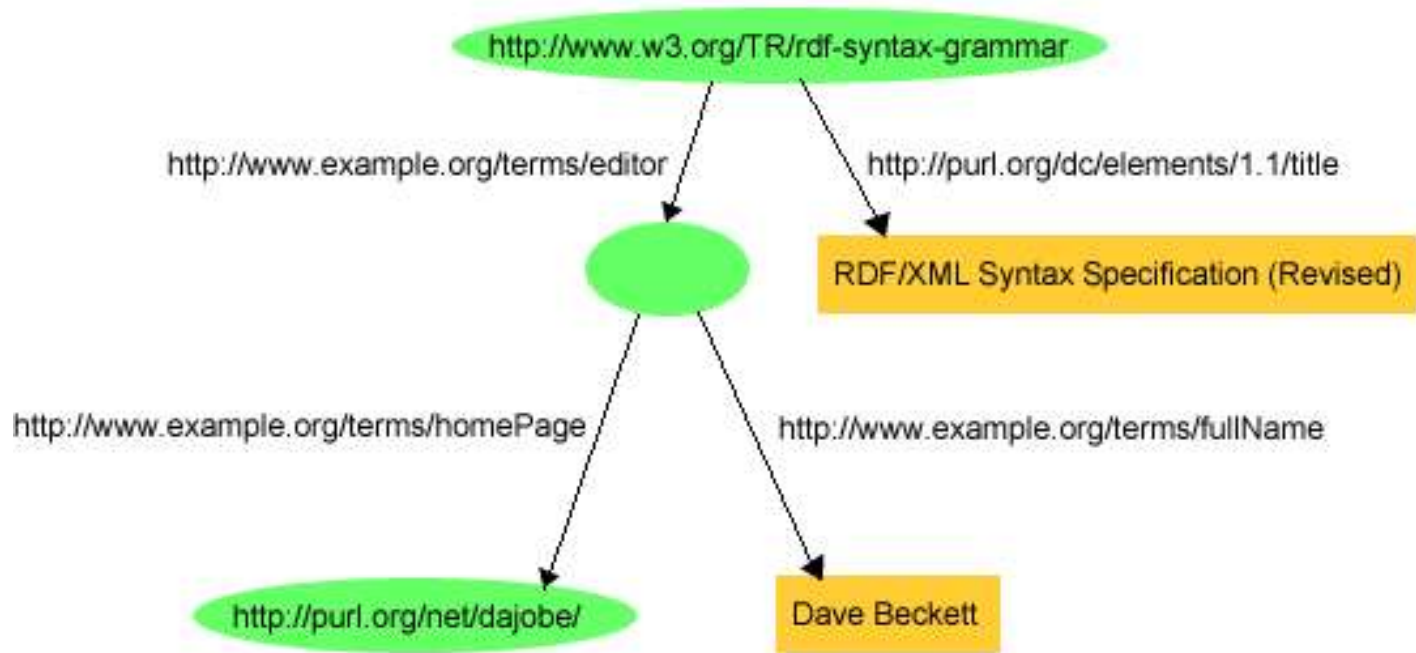 http://www.w3.org/TR/rdf-syntax-grammar
http://www.example.org/terms/editor
http://purl.org/dc/elements/1.1/title
RDF/XML Syntax Specification (Revised)
http://www.example.org/terms/homePage
http://www.example.org/terms/fullName
http://purl.org/net/dajobe/
Dave Beckett